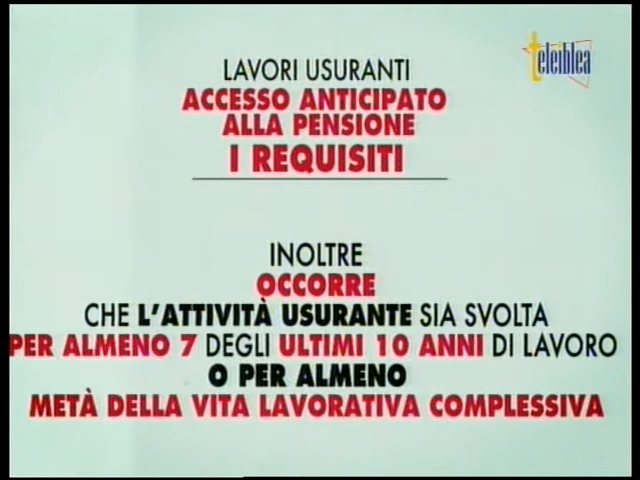 teleiblea
LAVORI USURANTI
ACCESSO ANTICIPATO
ALLA PENSIONE
I REQUISITI
INOLTRE
OCCORRE
CHE L'ATTIVITÀ USURANTE SIA SVOLTA
PER ALMENO 7 DEGLI ULTIMI 10 ANNI DI LAVORO
O PER ALMENO
METÀ DELLA VITA LAVORATIVA COMPLESSIVA